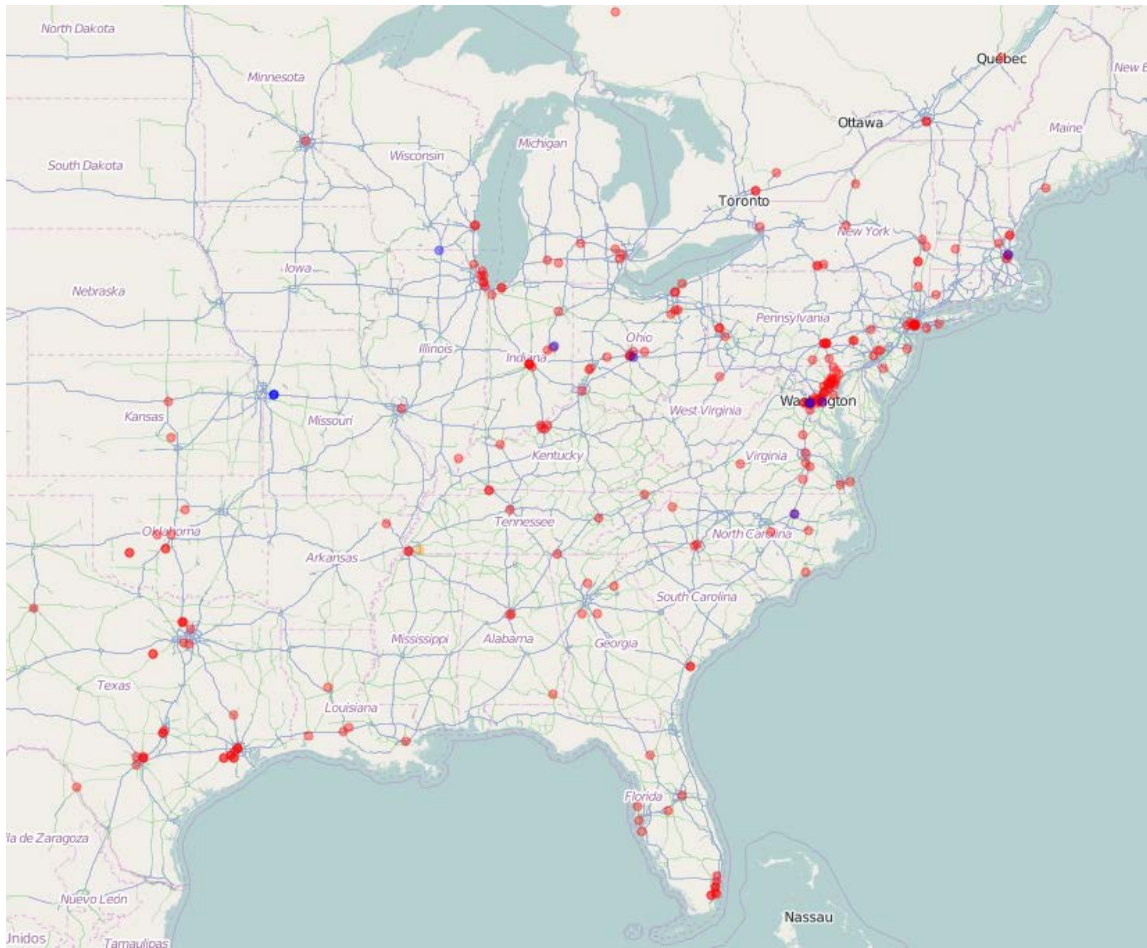 North Dakota
Québec
New B
Minnesota
Ottawa
Maine
Michigan
Wisconsin
South Dakota
Toronto
New York
Iowa
Nebraska
Pennsylvania
Ohio
Illinois
Indiana
Washington
West Virginia
Kansas
Missouri
Virginia
Kentucky
Tennessee
Oklahoma
North Carolina
Arkansas
South Carolina
Mississippi
Alabama
Georgia
Texas
Louisiana
Florida
la de Zaragoza
Nuevo León
Nassau
Unidos
Tamaulipas